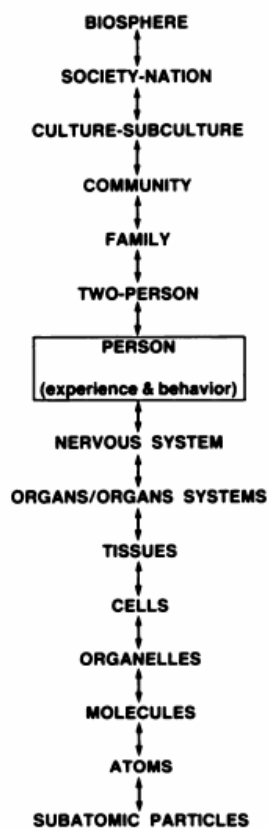 BIOSPHERE
SOCIETY-NATION
CULTURE-SUBCULTURE
COMMUNITY
FAMILY
TWO-PERSON
PERSON
(experience & behavior)
NERVOUS SYSTEM
ORGANS/ORGANS SYSTEMS
TISSUES
CELLS
ORGANELLES
MOLECULES
ATOMS
SUBATOMIC PARTICLES